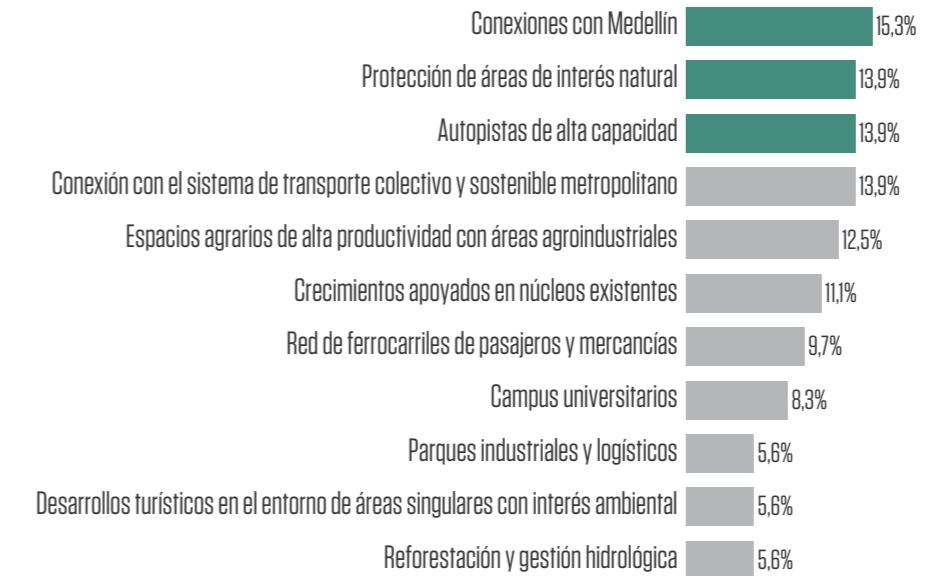 Conexiones con Medellín 15,3%
Protección de áreas de interés natural 13,9%
Autopistas de alta capacidad 13,9%
Conexión con el sistema de transporte colectivo y sostenible metropolitano 13,9%
Espacios agrarios de alta productividad con áreas agroindustriales 12,5%
Crecimientos apoyados en núcleos existentes 11,1%
Red de ferrocarriles de pasajeros y mercancías 9,7%
Campus universitarios 8,3%
Parques industriales y logísticos 5,6%
Desarrollos turísticos en el entorno de áreas singulares con interés ambiental 5,6%
Reforestación y gestión hidrológica 5,6%